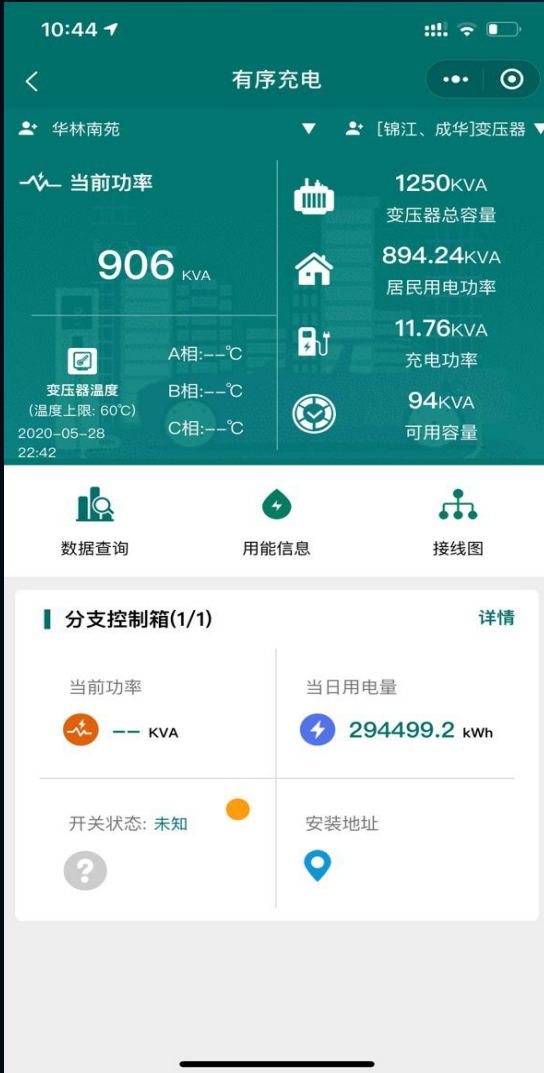 10:44
有序充电
华林南苑
[锦江、成华]变压器
当前功率
906 KVA
1250KVA
变压器总容量
894.24KVA
居民用电功率
11.76KVA
充电功率
94KVA
可用容量
变压器温度
(温度上限: 60℃)
2020-05-28
22:42
A相:--℃
B相:--℃
C相:--℃
数据查询
用能信息
接线图
分支控制箱(1/1)
详情
当前功率
-- KVA
当日用电量
294499.2 kWh
开关状态: 未知
?
安装地址